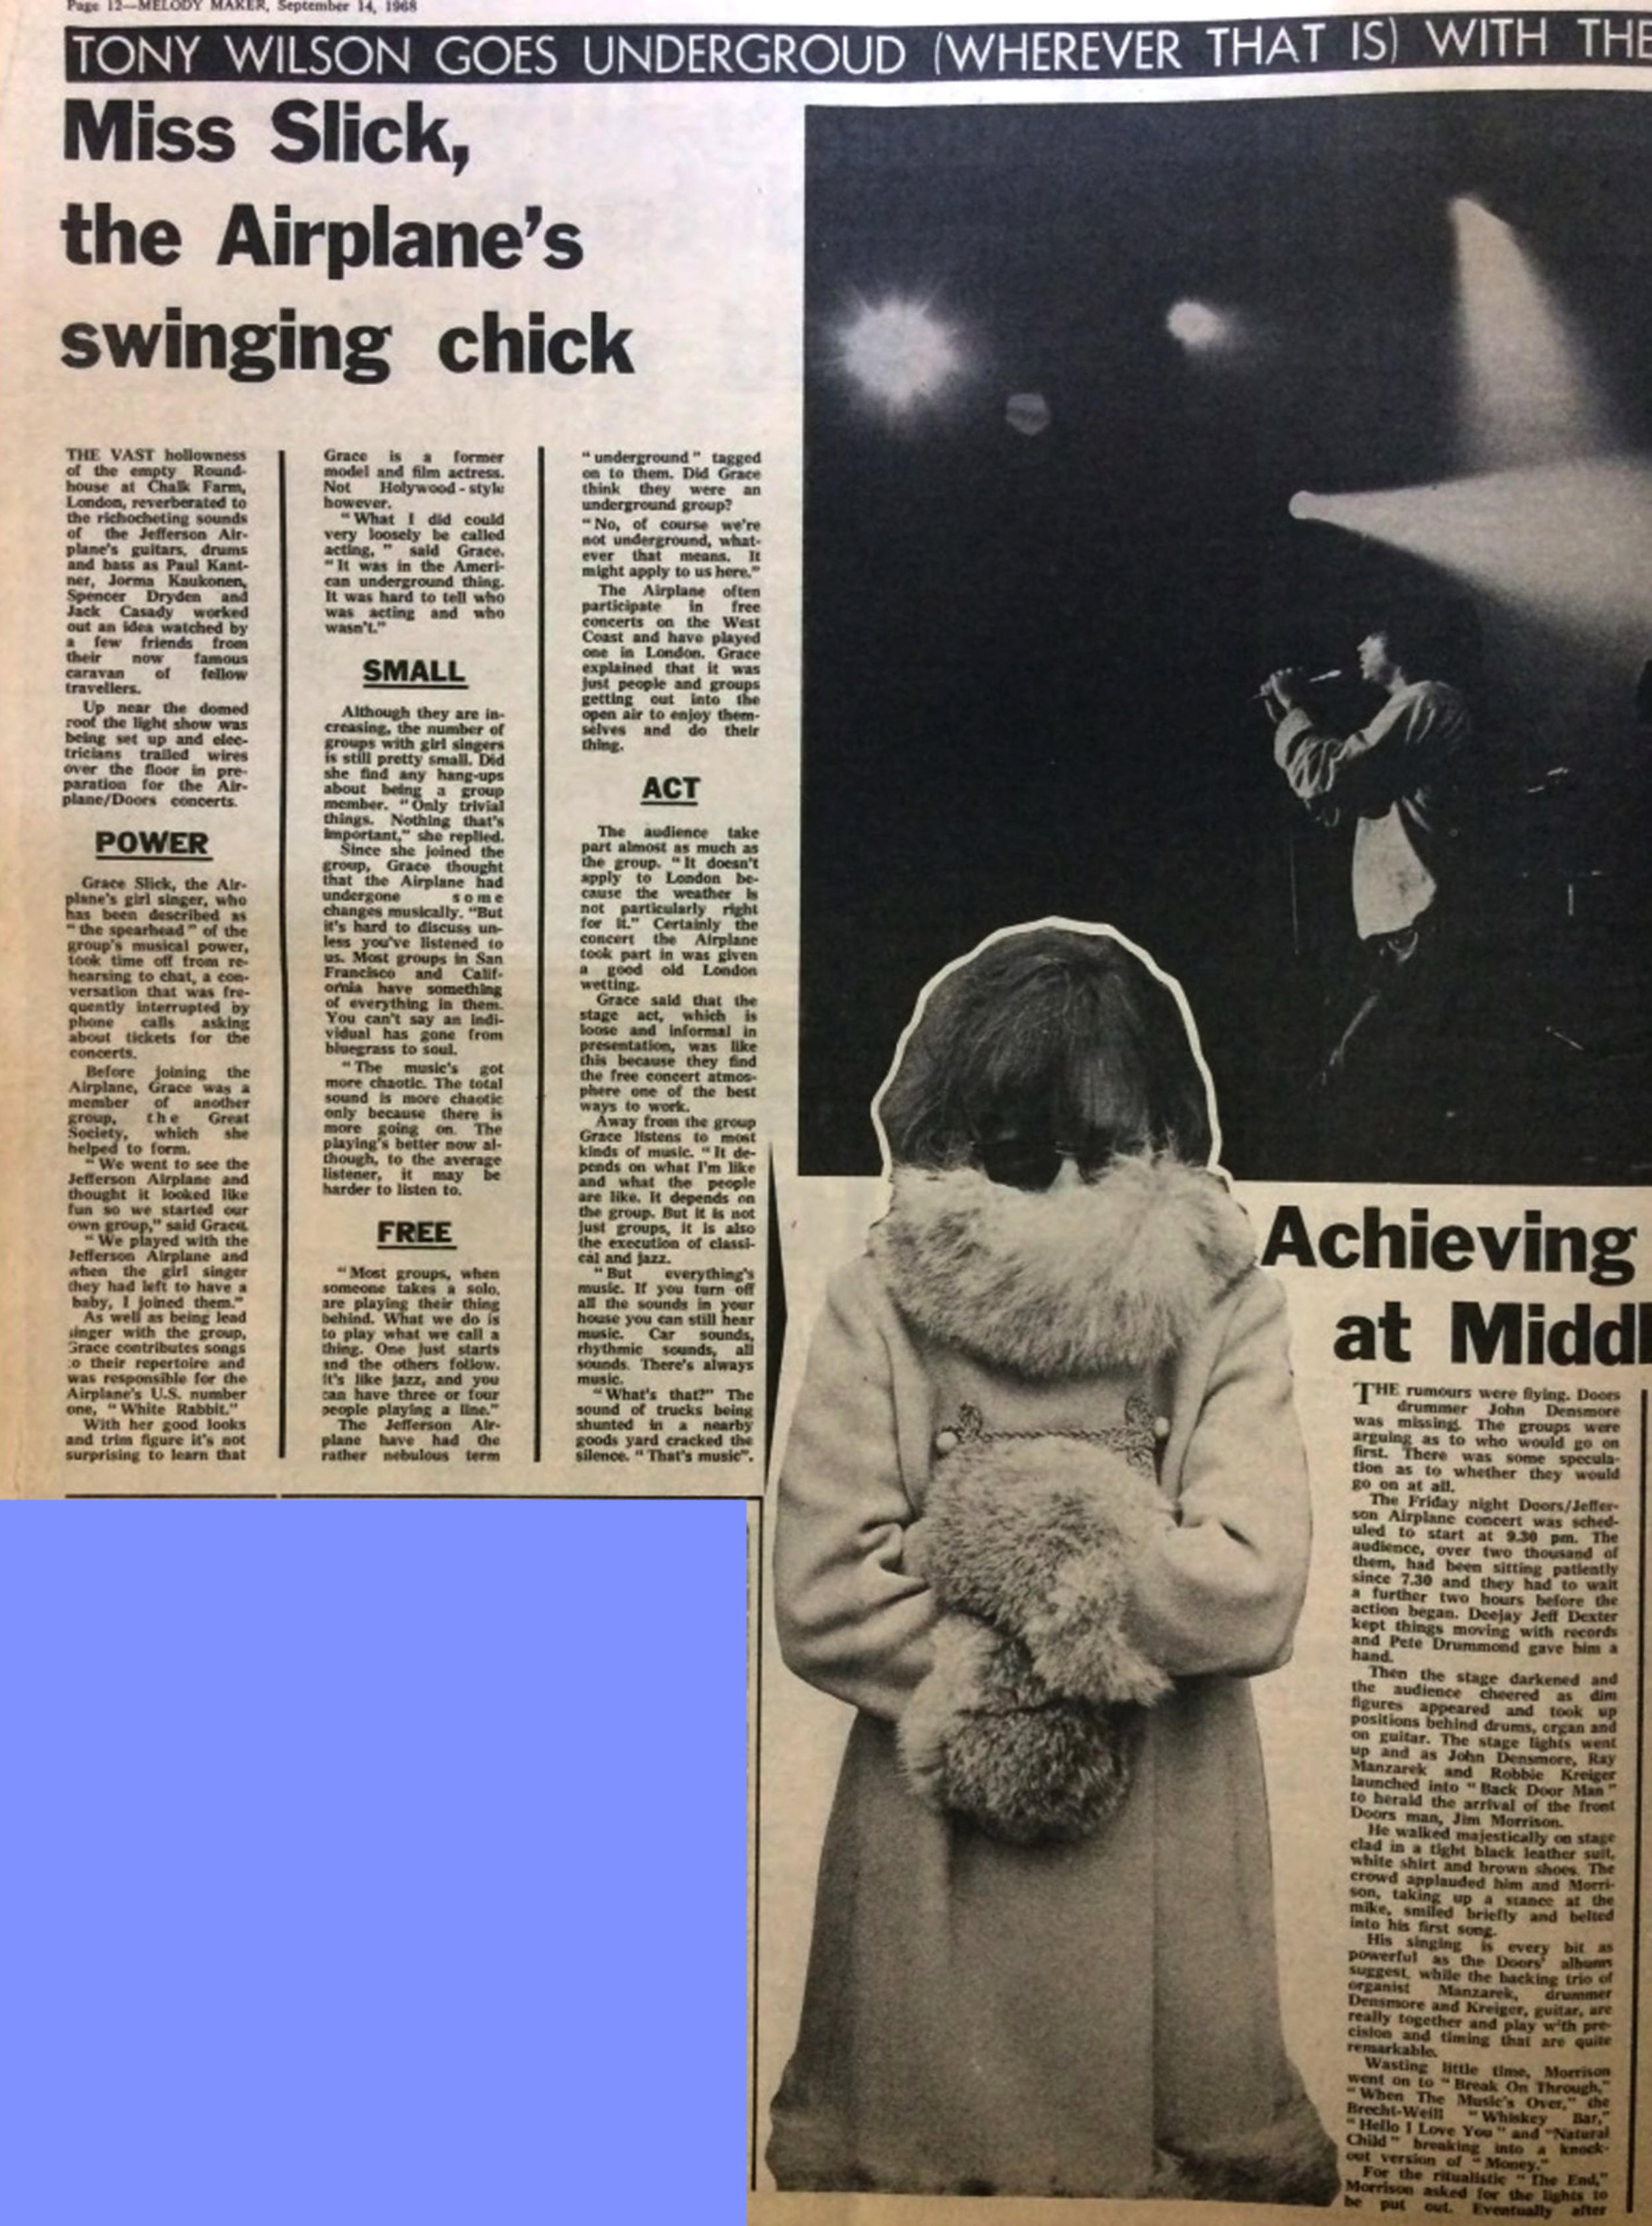 Page 12—MELODY MAKER, September 14, 1968
TONY WILSON GOES UNDERGROUD (WHEREVER THAT IS) WITH THE
Miss Slick,
the Airplane's
swinging chick
THE VAST hollowness
of the empty Round-
house at Chalk Farm,
London, reverberated to
the richocheting sounds
of the Jefferson Air-
plane's guitars, drums
and bass as Paul Kant-
ner, Jorma Kaukonen,
Spencer Dryden and
Jack Casady worked
out an idea watched by
a few friends from
their now famous
caravan of fellow
travellers.
Up near the domed
roof the light show was
being set up and elec-
tricians trailed wires
over the floor in pre-
paration for the Air-
plane/Doors concerts.
POWER
Grace Slick, the Air-
plane's girl singer, who
has been described as
"the spearhead" of the
group's musical power,
took time off from re-
hearsing to chat, a con-
versation that was fre-
quently interrupted by
phone calls asking
about tickets for the
concerts.
Before joining the
Airplane, Grace was a
member of another
group, the Great
Society, which she
helped to form.
"We went to see the
Jefferson Airplane and
thought it looked like
fun so we started our
own group," said Grace.
"We played with the
Jefferson Airplane and
when the girl singer
they had left to have a
baby, I joined them."
As well as being lead
singer with the group,
Grace contributes songs
to their repertoire and
was responsible for the
Airplane's U.S. number
one, "White Rabbit."
With her good looks
and trim figure it's not
surprising to learn that
Grace is a former
model and film actress.
Not Holywood-style
however.
"What I did could
very loosely be called
acting," said Grace.
"It was in the Ameri-
can underground thing.
It was hard to tell who
was acting and who
wasn't."
SMALL
Although they are in-
creasing, the number of
groups with girl singers
is still pretty small. Did
she find any hang-ups
about being a group
member. "Only trivial
things. Nothing that's
important," she replied.
Since she joined the
group, Grace thought
that the Airplane had
undergone some
changes musically. "But
it's hard to discuss un-
less you've listened to
us. Most groups in San
Francisco and Calif-
ornia have something
of everything in them.
You can't say an indi-
vidual has gone from
bluegrass to soul.
"The music's got
more chaotic. The total
sound is more chaotic
only because there is
more going on. The
playing's better now al-
though, to the average
listener, it may be
harder to listen to.
FREE
"Most groups, when
someone takes a solo,
are playing their thing
behind. What we do is
to play what we call a
thing. One just starts
and the others follow.
It's like jazz, and you
can have three or four
people playing a line."
The Jefferson Air-
plane have had the
rather nebulous term
"underground" tagged
on to them. Did Grace
think they were an
underground group?
"No, of course we're
not underground, what-
ever that means. It
might apply to us here."
The Airplane often
participate in free
concerts on the West
Coast and have played
one in London. Grace
explained that it was
just people and groups
getting out into the
open air to enjoy them-
selves and do their
thing.
ACT
The audience take
part almost as much as
the group. "It doesn't
apply to London be-
cause the weather is
not particularly right
for it." Certainly the
concert the Airplane
took part in was given
a good old London
wetting.
Grace said that the
stage act, which is
loose and informal in
presentation, was like
this because they find
the free concert atmos-
phere one of the best
ways to work.
Away from the group
Grace listens to most
kinds of music. "It de-
pends on what I'm like
and what the people
are like. It depends on
the group. But it is not
just groups, it is also
the execution of classi-
cal and jazz.
"But everything's
music. If you turn off
all the sounds in your
house you can still hear
music. Car sounds,
rhythmic sounds, all
sounds. There's always
music.
"What's that?" The
sound of trucks being
shunted in a nearby
goods yard cracked the
silence. "That's music".
Achieving
at Middl
THE rumours were flying. Doors
drummer John Densmore
was missing. The groups were
arguing as to who would go on
first. There was some specula-
tion as to whether they would
go on at all.
The Friday night Doors/Jeffer-
son Airplane concert was sched-
uled to start at 9.30 pm. The
audience, over two thousand of
them, had been sitting patiently
since 7.30 and they had to wait
a further two hours before the
action began. Deejay Jeff Dexter
kept things moving with records
and Pete Drummond gave him a
hand.
Then the stage darkened and
the audience cheered as dim
figures appeared and took up
positions behind drums, organ and
on guitar. The stage lights went
up and as John Densmore, Ray
Manzarek and Robbie Kreiger
launched into "Back Door Man"
to herald the arrival of the front
Doors man, Jim Morrison.
He walked majestically on stage
clad in a tight black leather suit,
white shirt and brown shoes. The
crowd applauded him and Morri-
son, taking up a stance at the
mike, smiled briefly and belted
into his first song.
His singing is every bit as
powerful as the Doors' albums
suggest, while the backing trio of
organist Manzarek, drummer
Densmore and Kreiger, guitar, are
really together and play with pre-
cision and timing that are quite
remarkable.
Wasting little time, Morrison
went on to "Break On Through,"
"When The Music's Over," the
Brecht-Weill "Whiskey Bar,"
"Hello I Love You" and "Natural
Child" breaking into a knock-
out version of "Money."
For the ritualistic "The End,"
Morrison asked for the lights to
be put out. Eventually after